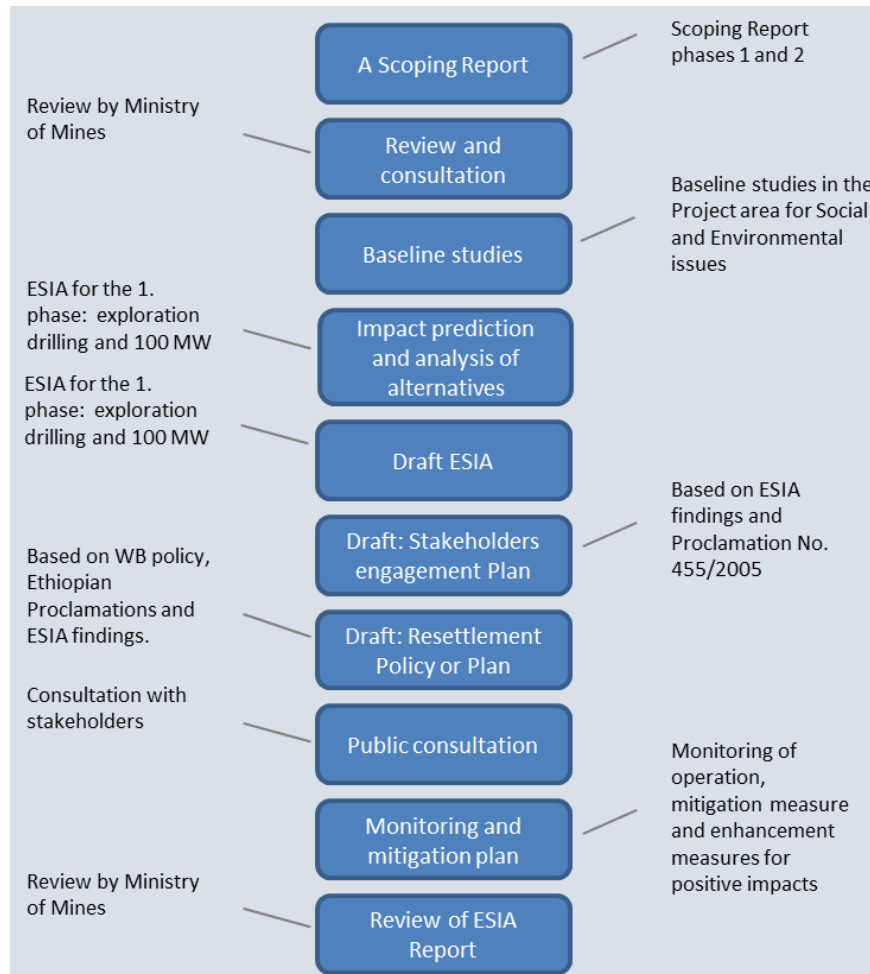 A Scoping Report
Scoping Report
phases 1 and 2
Review by Ministry
of Mines
Review and
consultation
Baseline studies
Baseline studies in the
Project area for Social
and Environmental
issues
ESIA for the 1.
phase: exploration
drilling and 100 MW
Impact prediction
and analysis of
alternatives
ESIA for the 1.
phase: exploration
drilling and 100 MW
Draft ESIA
Draft: Stakeholders
engagement Plan
Based on ESIA
findings and
Proclamation No.
455/2005
Based on WB policy,
Ethiopian
Proclamations and
ESIA findings.
Draft: Resettlement
Policy or Plan
Consultation with
stakeholders
Public consultation
Monitoring and
mitigation plan
Monitoring of
operation,
mitigation measure
and enhancement
measures for
positive impacts
Review by Ministry
of Mines
Review of ESIA
Report